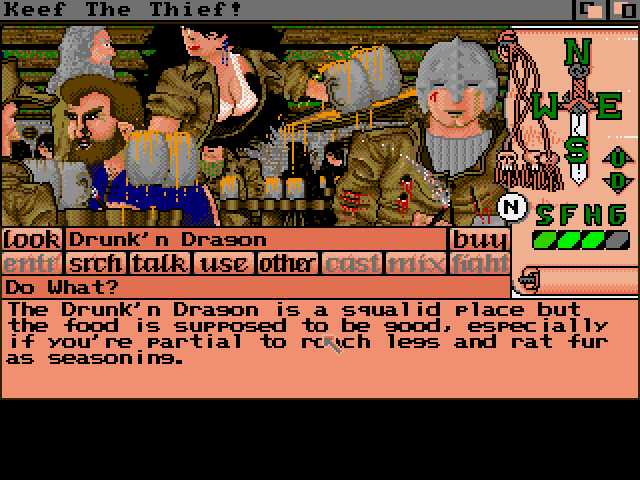 Keef The Thief!
N
W E
S
U
D
N
S F H G
look Drunk'n Dragon buy
entr srch talk use other cast mix fight
Do What?
The Drunk'n Dragon is a squalid place but
the food is supposed to be good, especially
if you're partial to roach legs and rat fur
as seasoning.